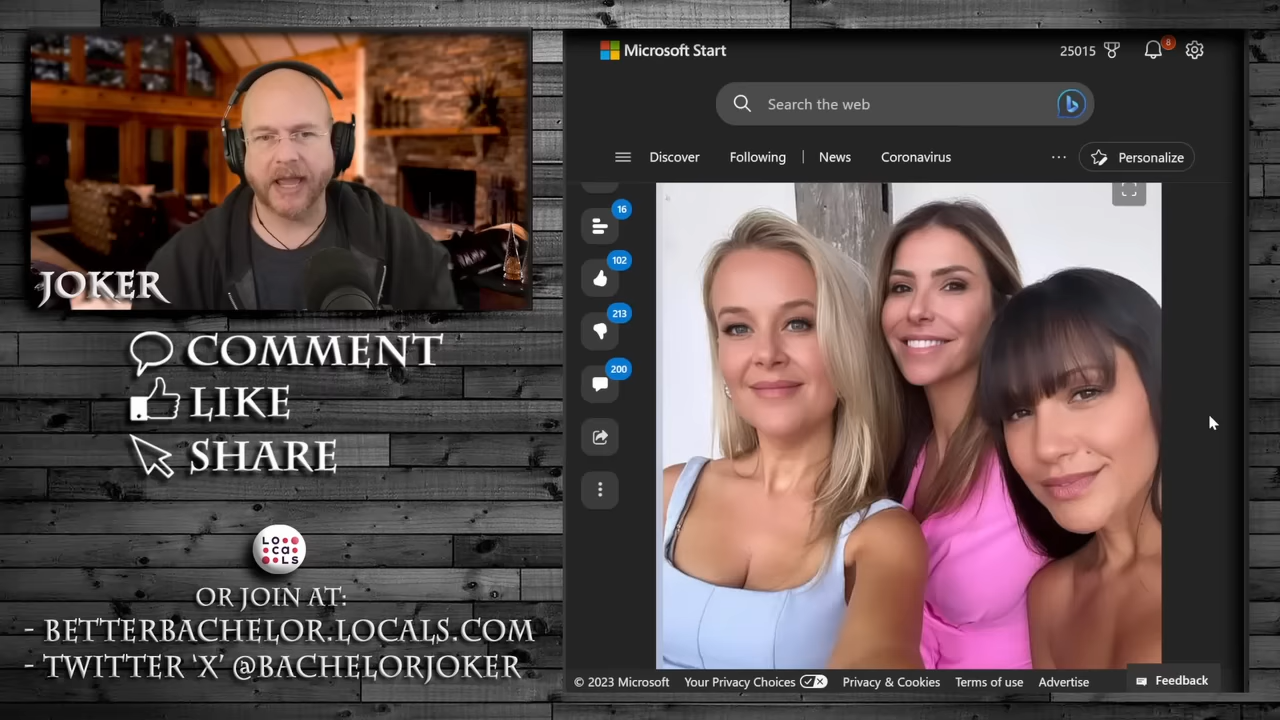 JOKER
COMMENT
LIKE
SHARE
LOCALS
OR JOIN AT:
- BETTERBACHELOR.LOCALS.COM
- TWITTER 'X' @BACHELORJOKER
Microsoft Start
25015
8
Search the web
Discover Following News Coronavirus
Personalize
16
102
213
200
© 2023 Microsoft Your Privacy Choices Privacy & Cookies Terms of use Advertise
Feedback